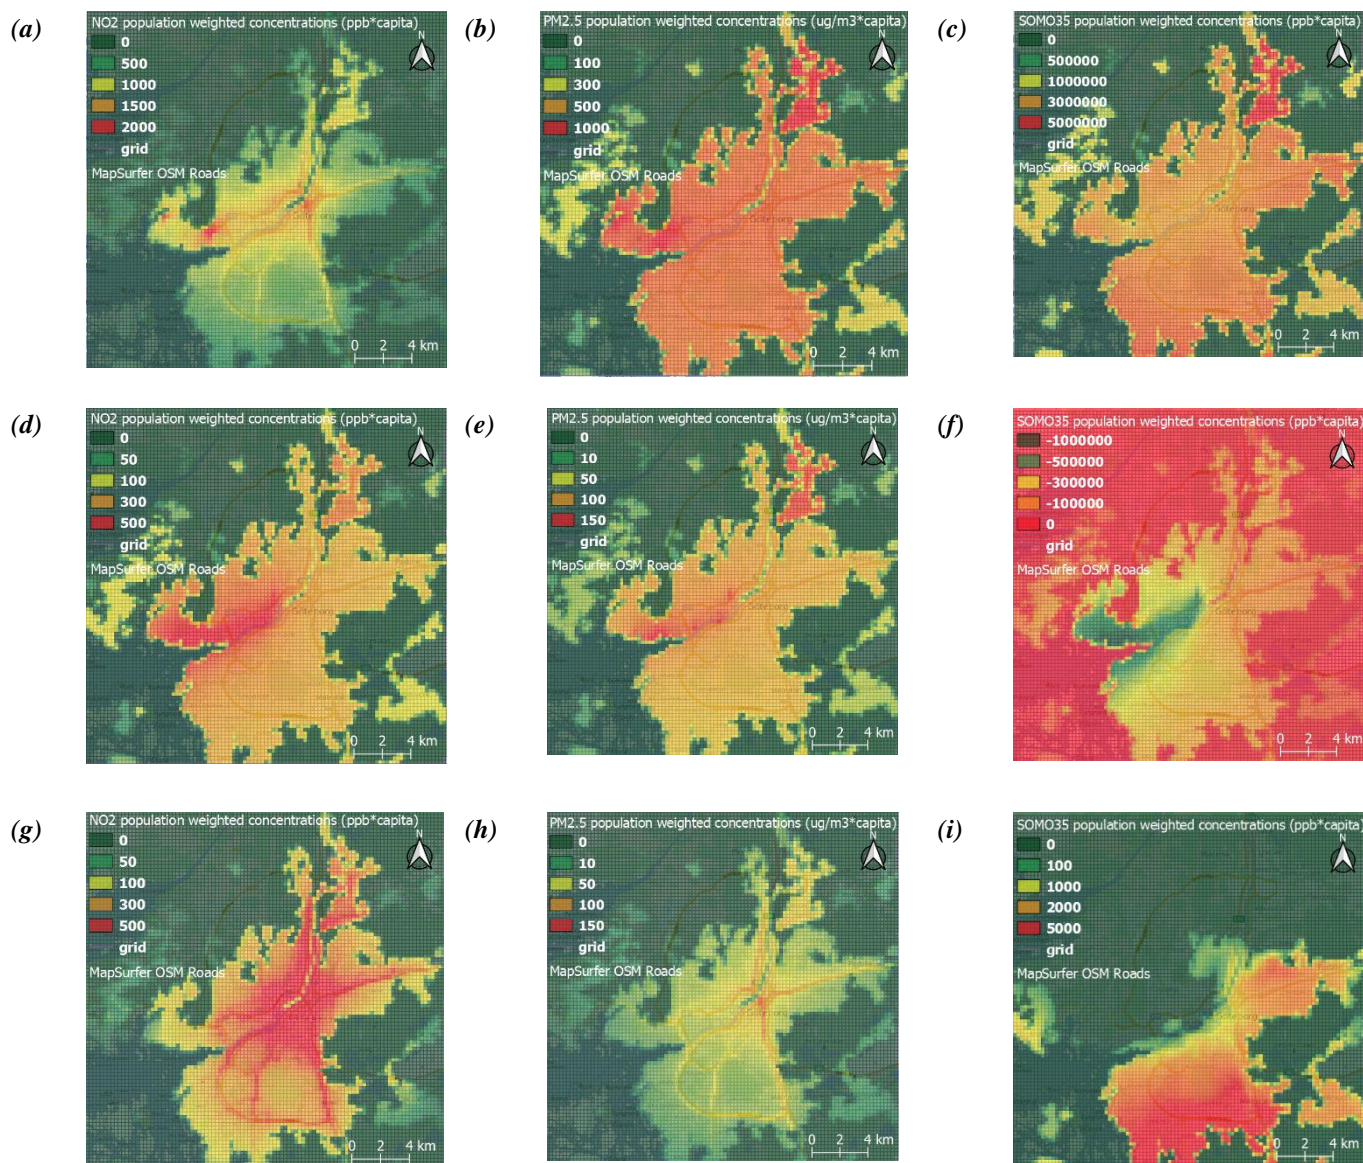 (a)
NO2 population weighted concentrations (ppb*capita)
N
0
500
1000
1500
2000
grid
MapSurfer OSM Roads
Göteborg
0 2 4 km
(b)
PM2.5 population weighted concentrations (ug/m3*capita)
N
0
100
300
500
1000
grid
MapSurfer OSM Roads
Göteborg
0 2 4 km
(c)
SOMO35 population weighted concentrations (ppb*capita)
N
0
500000
1000000
3000000
5000000
grid
MapSurfer OSM Roads
Göteborg
0 2 4 km
(d)
NO2 population weighted concentrations (ppb*capita)
N
0
50
100
300
500
grid
MapSurfer OSM Roads
Göteborg
0 2 4 km
(e)
PM2.5 population weighted concentrations (ug/m3*capita)
N
0
10
50
100
150
grid
MapSurfer OSM Roads
Göteborg
0 2 4 km
(f)
SOMO35 population weighted concentrations (ppb*capita)
N
-1000000
-500000
-300000
-100000
0
grid
MapSurfer OSM Roads
Göteborg
0 2 4 km
(g)
NO2 population weighted concentrations (ppb*capita)
N
0
50
100
300
500
grid
MapSurfer OSM Roads
Göteborg
0 2 4 km
(h)
PM2.5 population weighted concentrations (ug/m3*capita)
N
0
10
50
100
150
grid
MapSurfer OSM Roads
Göteborg
0 2 4 km
(i)
SOMO35 population weighted concentrations (ppb*capita)
N
0
100
1000
2000
5000
grid
MapSurfer OSM Roads
Göteborg
0 2 4 km